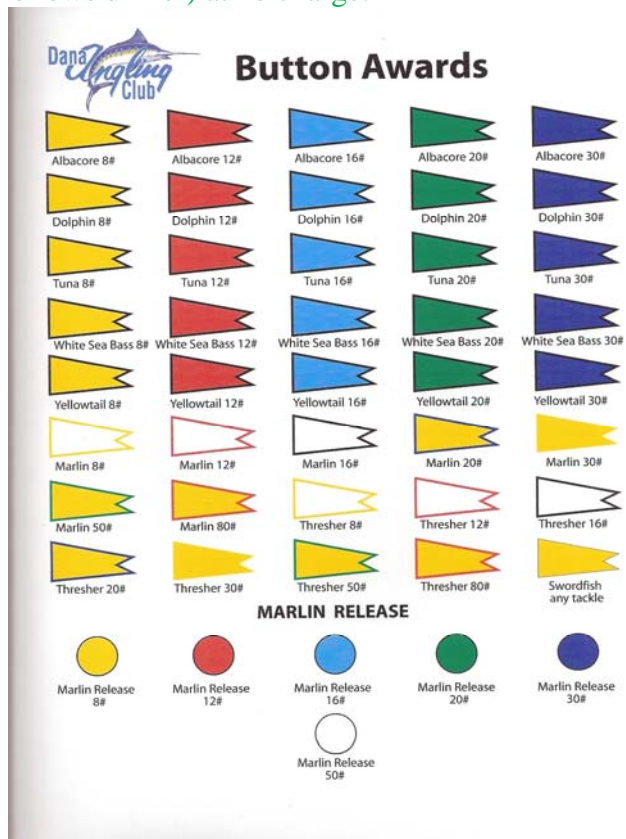 Dana
Angling
Club
Button Awards
Albacore 8# Albacore 12# Albacore 16# Albacore 20# Albacore 30#
Dolphin 8# Dolphin 12# Dolphin 16# Dolphin 20# Dolphin 30#
Tuna 8# Tuna 12# Tuna 16# Tuna 20# Tuna 30#
White Sea Bass 8# White Sea Bass 12# White Sea Bass 16# White Sea Bass 20# White Sea Bass 30#
Yellowtail 8# Yellowtail 12# Yellowtail 16# Yellowtail 20# Yellowtail 30#
Marlin 8# Marlin 12# Marlin 16# Marlin 20# Marlin 30#
Marlin 50# Marlin 80# Thresher 8# Thresher 12# Thresher 16#
Thresher 20# Thresher 30# Thresher 50# Thresher 80# Swordfish
any tackle
MARLIN RELEASE
Marlin Release Marlin Release Marlin Release Marlin Release Marlin Release
8# 12# 16# 20# 30#
Marlin Release
50#